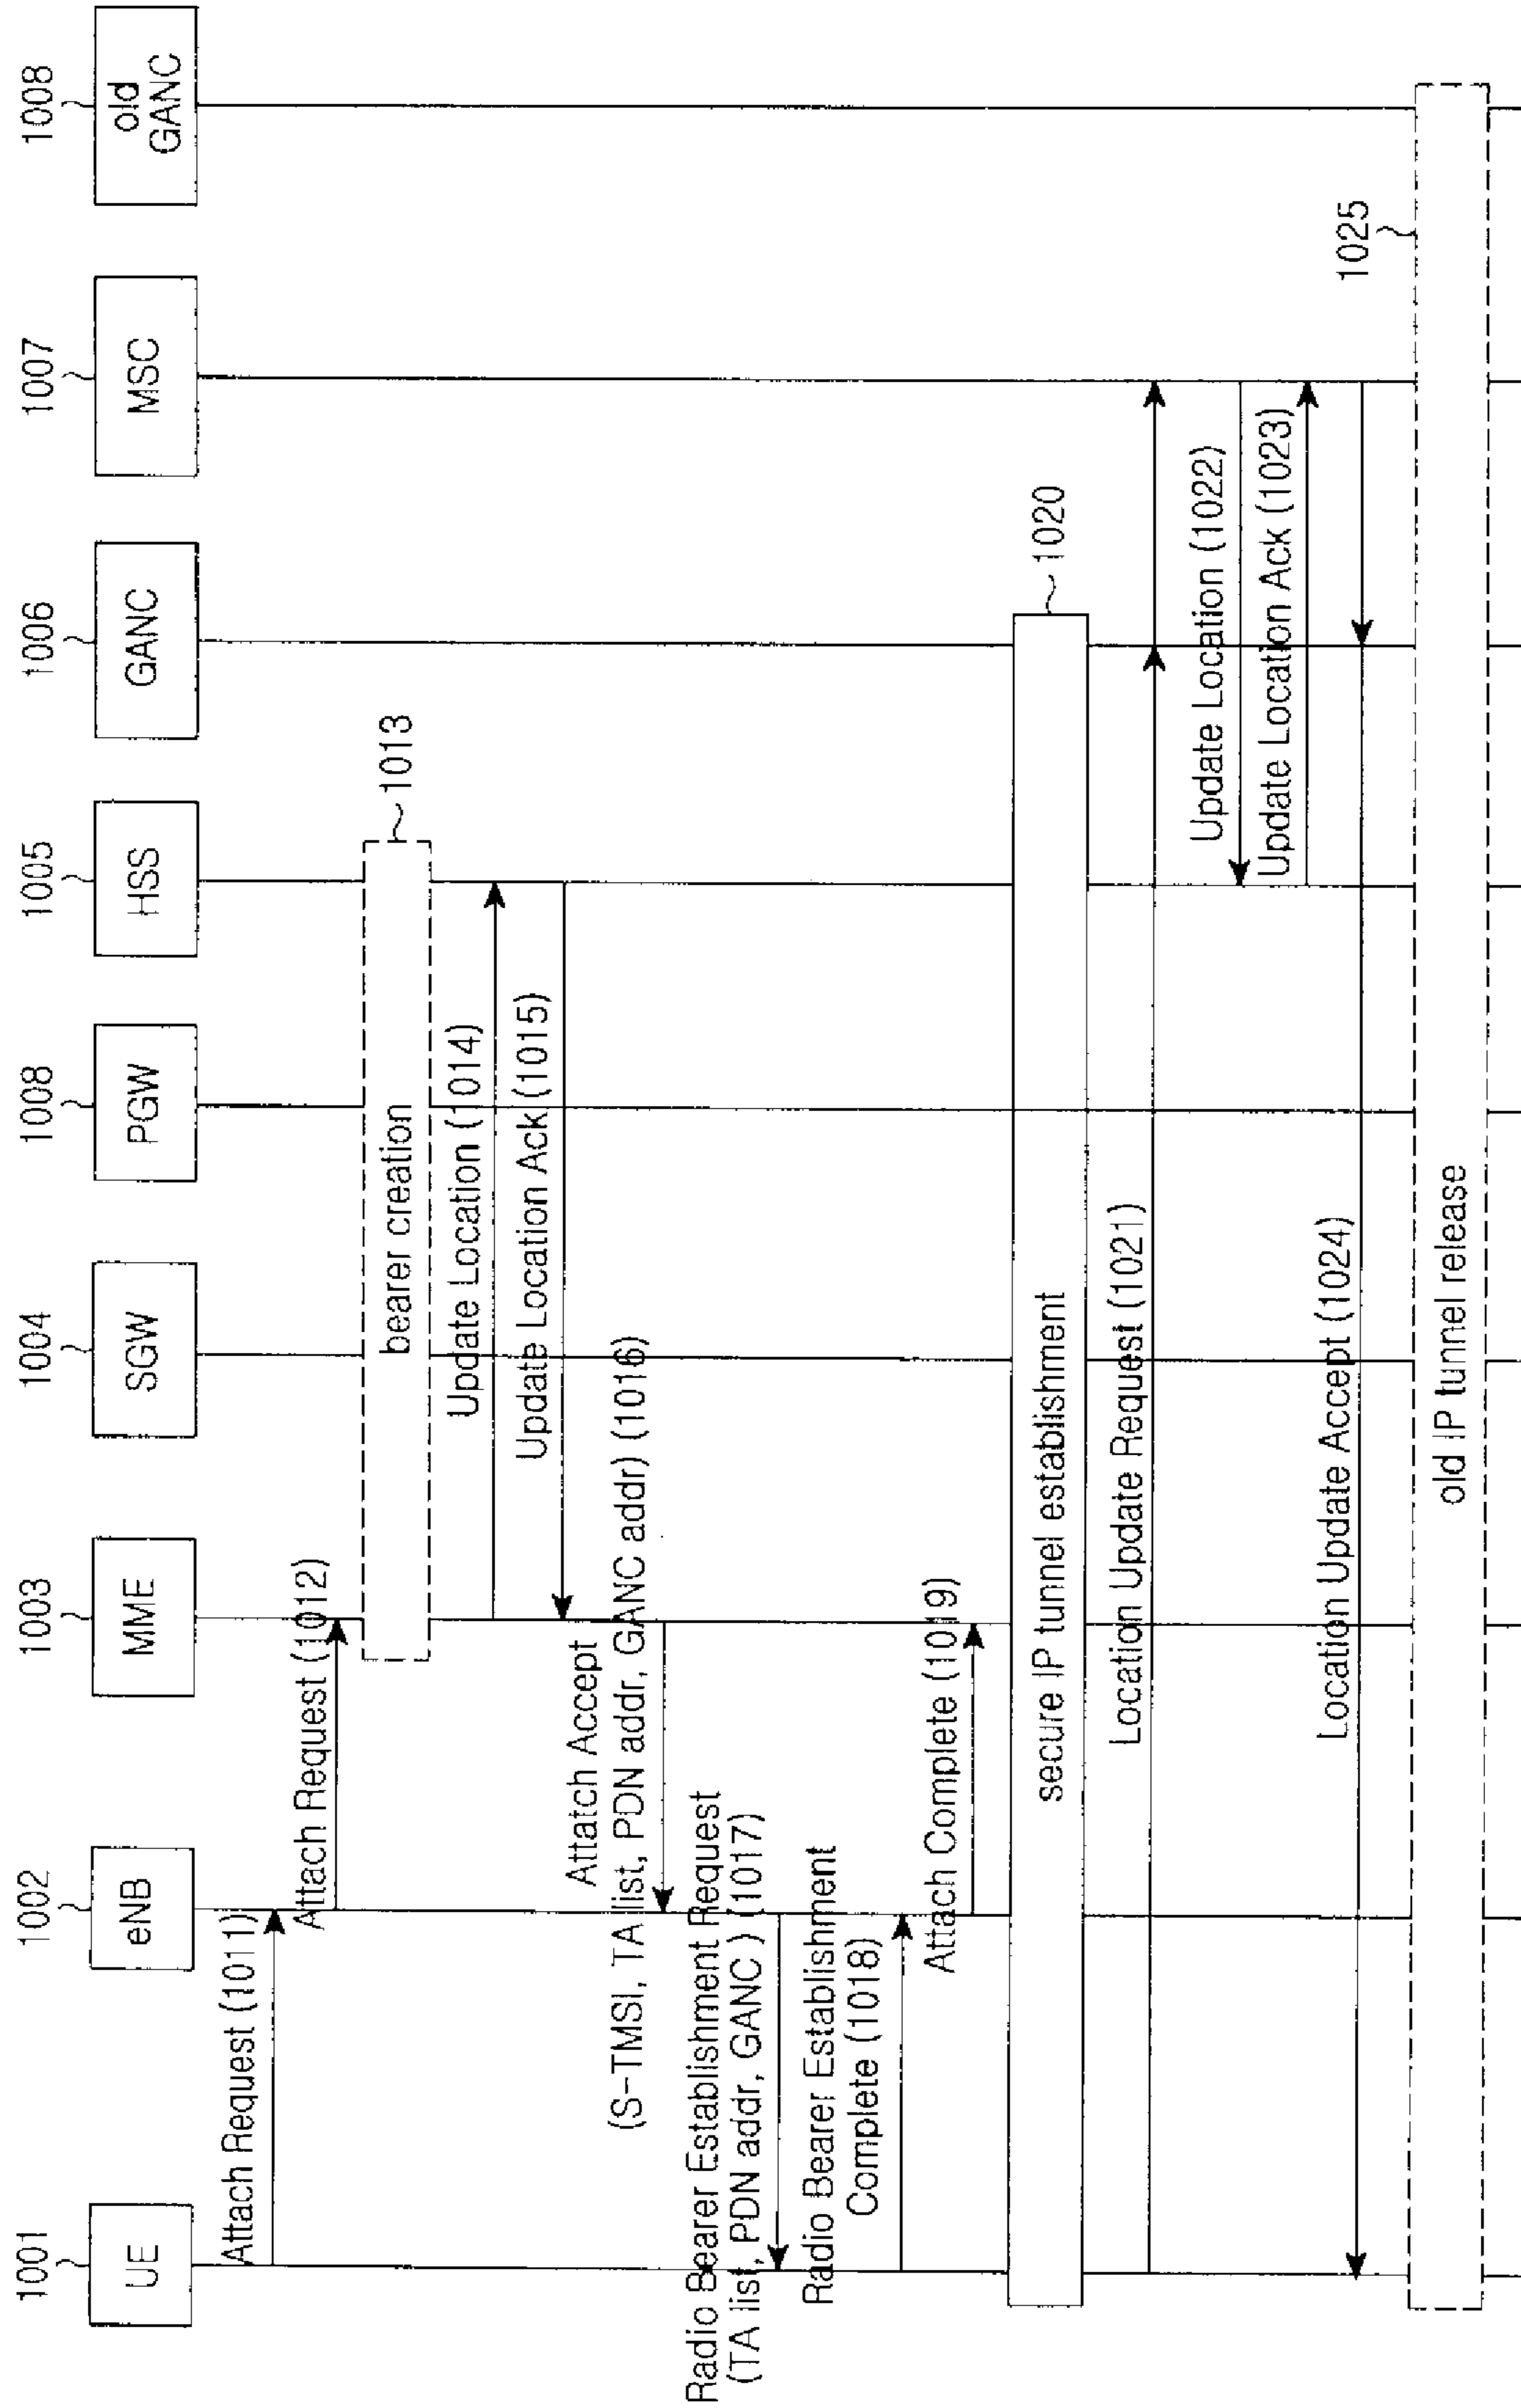 1001
1002
1003
1004
1008
1005
1006
1007
1008
UE
eNB
MME
SGW
PGW
HSS
GANC
MSC
old
GANC
Attach Request (1011)
Attach Request (1012)
bearer creation
1013
Update Location (1014)
Update Location Ack (1015)
Attatch Accept
(S-TMSI, TA list, PDN addr, GANC addr) (1016)
Radio Bearer Establishment Request
(TA list, PDN addr, GANC ) (1017)
Radio Bearer Establishment
Complete (1018)
Attach Complete (1019)
secure IP tunnel establishment
1020
Location Update Request (1021)
Update Location (1022)
Update Location Ack (1023)
Location Update Accept (1024)
1025
old IP tunnel release